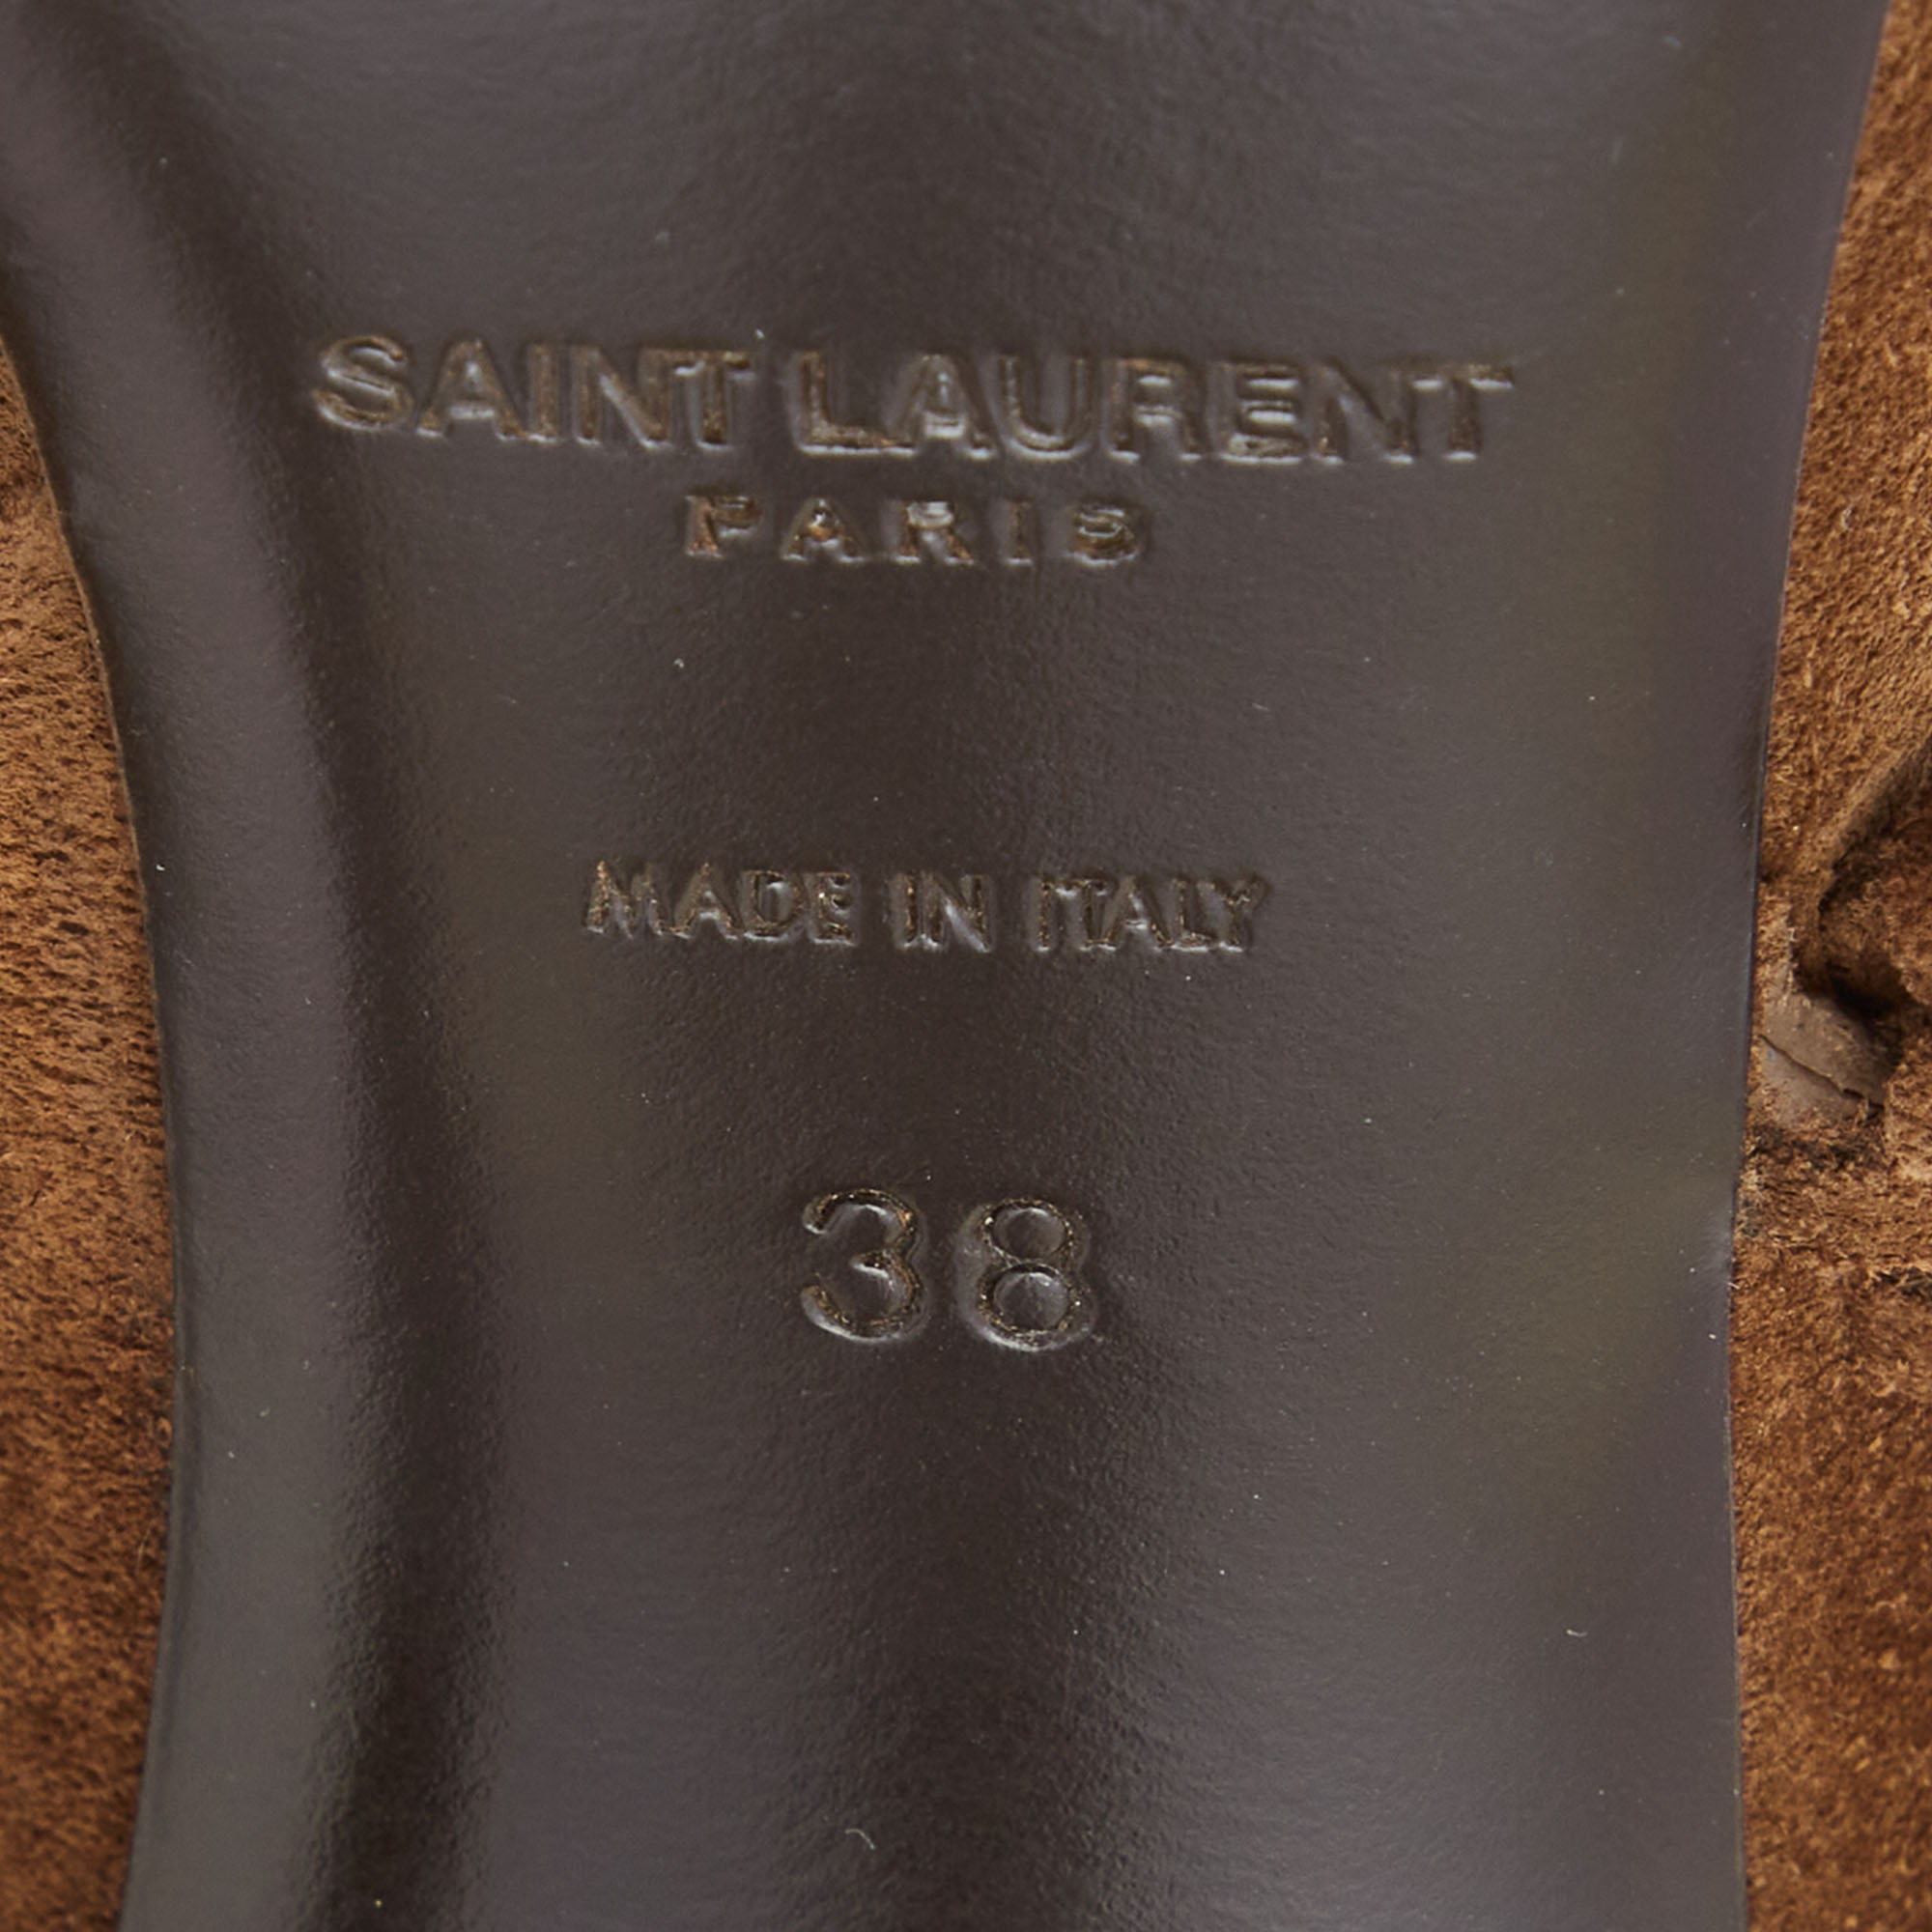 SAINT LAURENT
PARIS
MADE IN ITALY
38